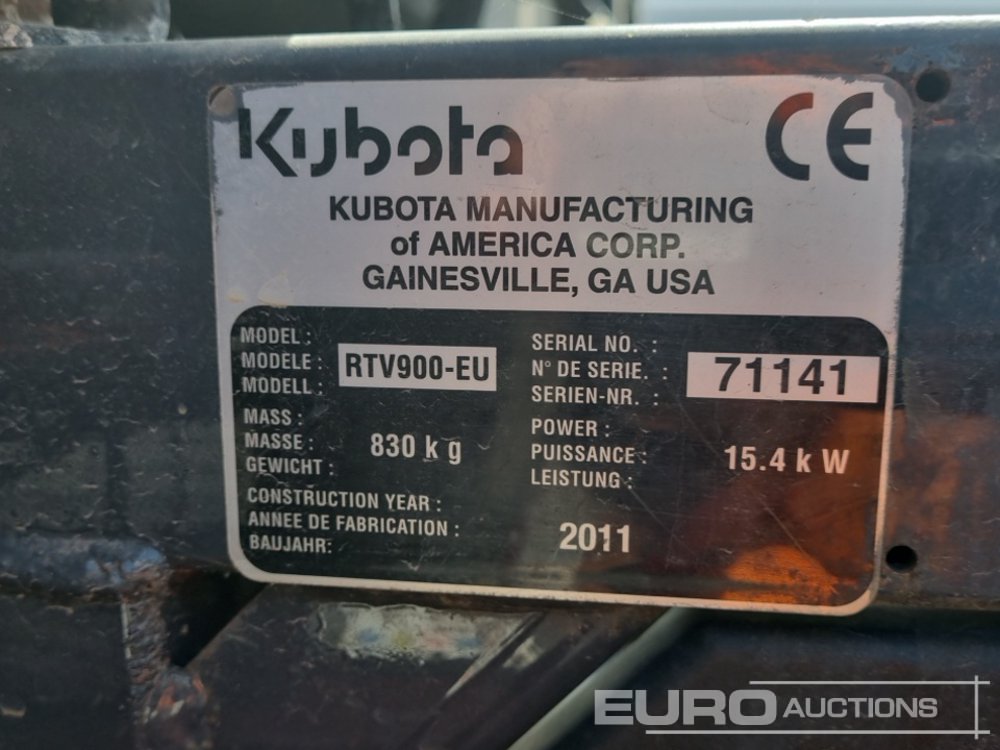 Kubota CE
KUBOTA MANUFACTURING
of AMERICA CORP.
GAINESVILLE, GA USA
MODEL :
MODELE : RTV900-EU
MODELL :
SERIAL NO. :
N° DE SERIE. : 71141
SERIEN-NR. :
MASS :
MASSE : 830 kg
GEWICHT :
POWER :
PUISSANCE : 15.4 kW
LEISTUNG :
CONSTRUCTION YEAR :
ANNEE DE FABRICATION : 2011
BAUJAHR:
EURO AUCTIONS